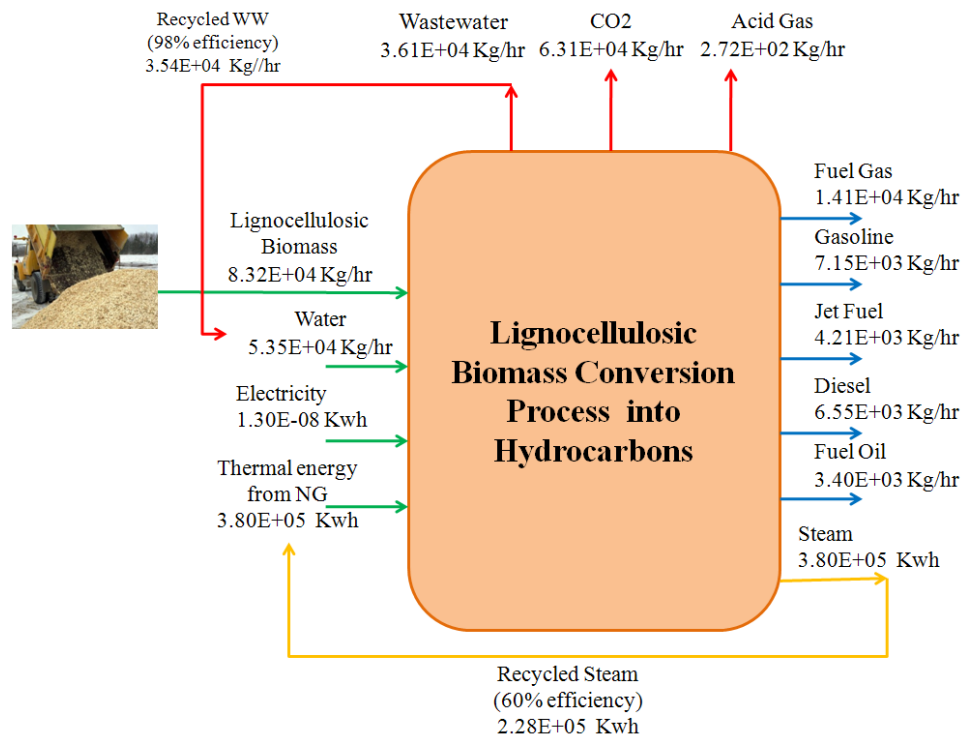 Recycled WW
(98% efficiency)
3.54E+04 Kg//hr
Wastewater
3.61E+04 Kg/hr
CO2
6.31E+04 Kg/hr
Acid Gas
2.72E+02 Kg/hr
Lignocellulosic
Biomass
8.32E+04 Kg/hr
Water
5.35E+04 Kg/hr
Electricity
1.30E-08 Kwh
Thermal energy
from NG
3.80E+05 Kwh
Lignocellulosic
Biomass Conversion
Process into
Hydrocarbons
Fuel Gas
1.41E+04 Kg/hr
Gasoline
7.15E+03 Kg/hr
Jet Fuel
4.21E+03 Kg/hr
Diesel
6.55E+03 Kg/hr
Fuel Oil
3.40E+03 Kg/hr
Steam
3.80E+05 Kwh
Recycled Steam
(60% efficiency)
2.28E+05 Kwh